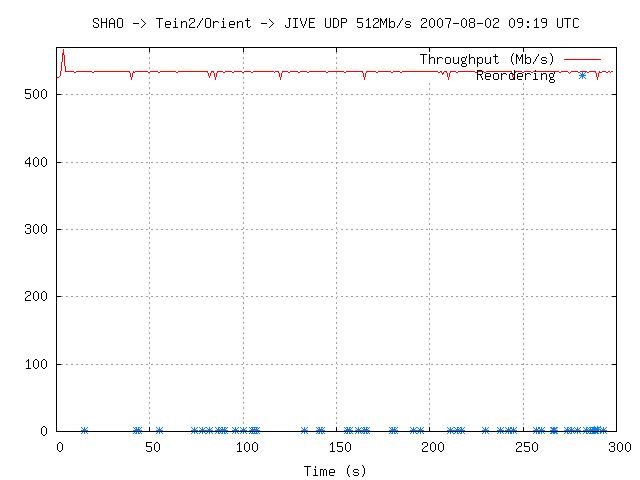 SHAO -> Tein2/Orient -> JIVE UDP 512Mb/s 2007-08-02 09:19 UTC
Throughput (Mb/s)
Reordering
500
400
300
200
100
0
0 50 100 150 200 250 300
Time (s)